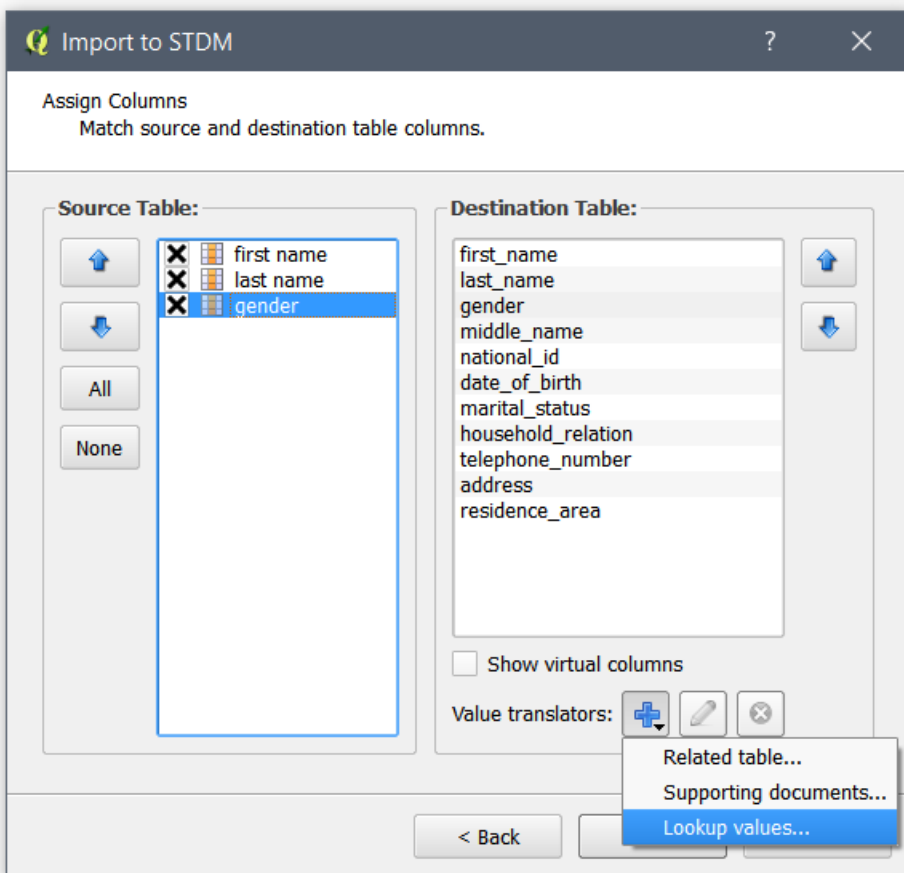 Import to STDM
Assign Columns
Match source and destination table columns.
Source Table:
first name
last name
gender
All
None
Destination Table:
first_name
last_name
gender
middle_name
national_id
date_of_birth
marital_status
household_relation
telephone_number
address
residence_area
Show virtual columns
Value translators:
Related table...
Supporting documents...
Lookup values...
< Back